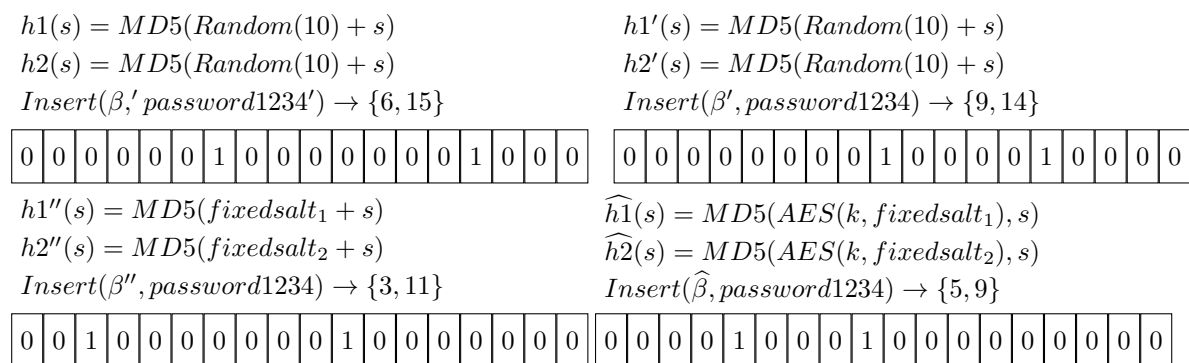 h1(s) = MD5(Random(10) + s)
h2(s) = MD5(Random(10) + s)
Insert(β,′ password1234′) → {6, 15}
0 0 0 0 0 0 1 0 0 0 0 0 0 0 1 0 0 0
h1′(s) = MD5(Random(10) + s)
h2′(s) = MD5(Random(10) + s)
Insert(β′, password1234) → {9, 14}
0 0 0 0 0 0 0 0 1 0 0 0 0 1 0 0 0 0
h1′′(s) = MD5(fixedsalt₁ + s)
h2′′(s) = MD5(fixedsalt₂ + s)
Insert(β′′, password1234) → {3, 11}
0 0 1 0 0 0 0 0 0 0 1 0 0 0 0 0 0 0
ĥ1(s) = MD5(AES(k, fixedsalt₁), s)
ĥ2(s) = MD5(AES(k, fixedsalt₂), s)
Insert(β̂, password1234) → {5, 9}
0 0 0 0 1 0 0 0 1 0 0 0 0 0 0 0 0 0